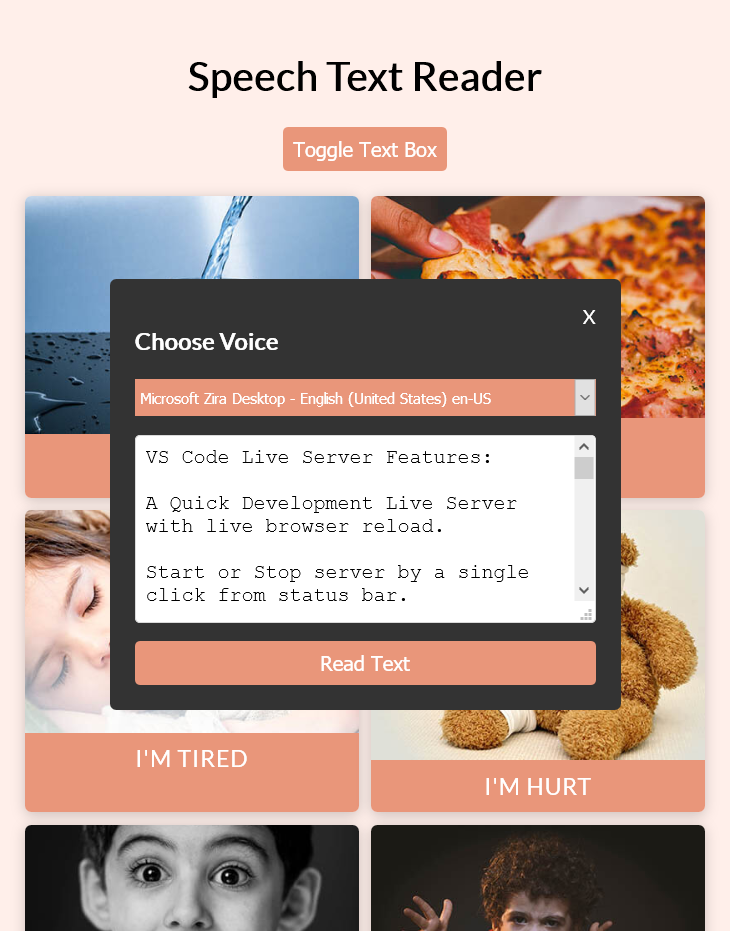 Speech Text Reader
Toggle Text Box
X
Choose Voice
Microsoft Zira Desktop - English (United States) en-US
VS Code Live Server Features:
A Quick Development Live Server
with live browser reload.
Start or Stop server by a single
click from status bar.
Read Text
I'M TIRED
I'M HURT